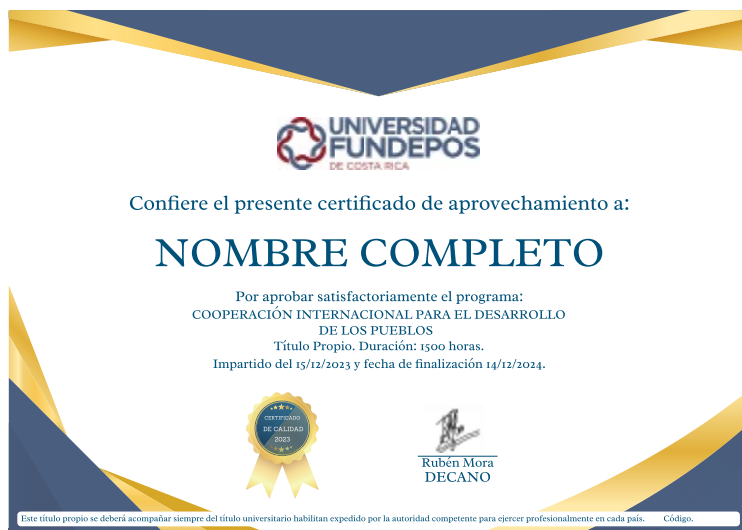 UNIVERSIDAD
FUNDEPOS
DE COSTA RICA
Confiere el presente certificado de aprovechamiento a:
NOMBRE COMPLETO
Por aprobar satisfactoriamente el programa:
COOPERACIÓN INTERNACIONAL PARA EL DESARROLLO
DE LOS PUEBLOS
Título Propio. Duración: 1500 horas.
Impartido del 15/12/2023 y fecha de finalización 14/12/2024.
CERTIFICADO
DE CALIDAD
2023
Rubén Mora
DECANO
Este título propio se deberá acompañar siempre del título universitario habilitan expedido por la autoridad competente para ejercer profesionalmente en cada país. Código.